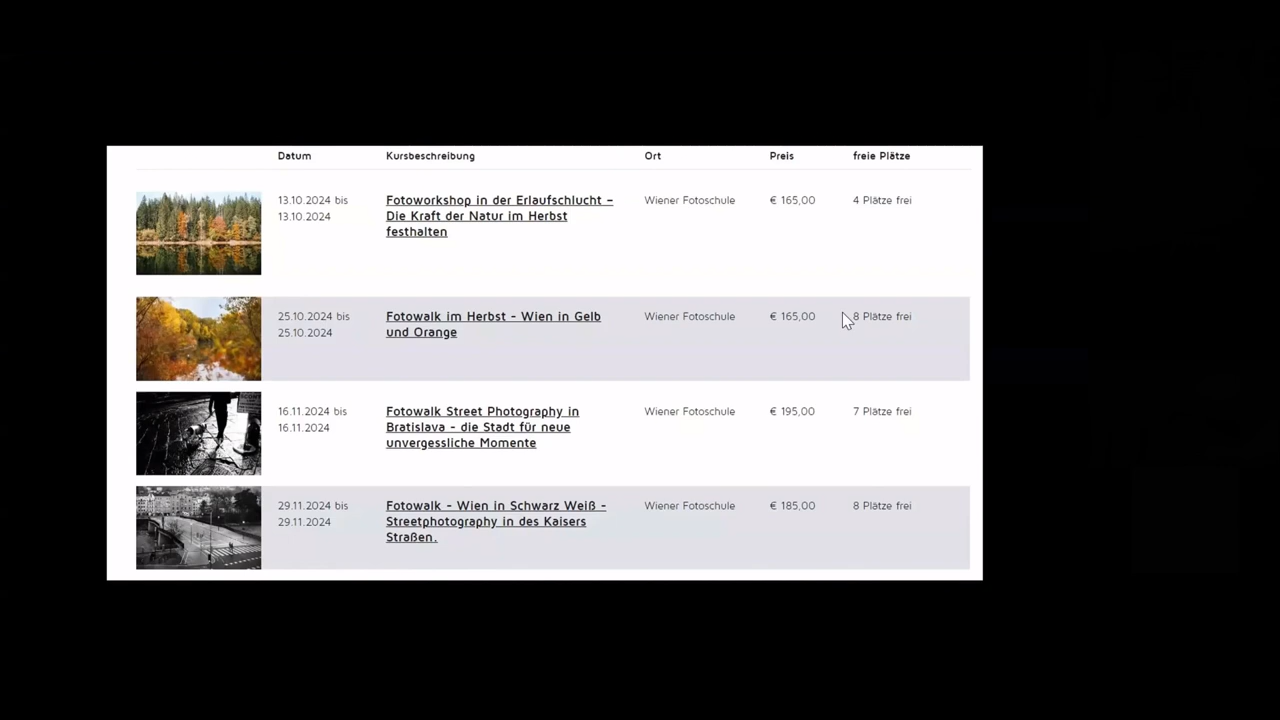 Datum Kursbeschreibung Ort Preis freie Plätze
13.10.2024 bis
13.10.2024
Fotoworkshop in der Erlaufschlucht –
Die Kraft der Natur im Herbst
festhalten
Wiener Fotoschule
€ 165,00
4 Plätze frei
25.10.2024 bis
25.10.2024
Fotowalk im Herbst - Wien in Gelb
und Orange
Wiener Fotoschule
€ 165,00
8 Plätze frei
16.11.2024 bis
16.11.2024
Fotowalk Street Photography in
Bratislava - die Stadt für neue
unvergessliche Momente
Wiener Fotoschule
€ 195,00
7 Plätze frei
29.11.2024 bis
29.11.2024
Fotowalk - Wien in Schwarz Weiß -
Streetphotography in des Kaisers
Straßen.
Wiener Fotoschule
€ 185,00
8 Plätze frei